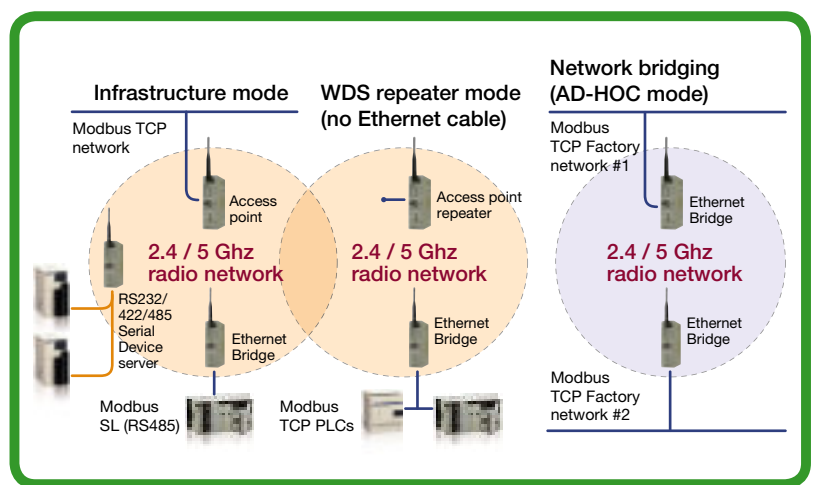 Infrastructure mode
Modbus TCP
network
Access
point
2.4 / 5 Ghz
radio network
RS232/
422/485
Serial
Device
server
Ethernet
Bridge
Modbus
SL (RS485)
WDS repeater mode
(no Ethernet cable)
Access point
repeater
2.4 / 5 Ghz
radio network
Ethernet
Bridge
Modbus
TCP PLCs
Network bridging
(AD-HOC mode)
Modbus
TCP Factory
network #1
Ethernet
Bridge
2.4 / 5 Ghz
radio network
Ethernet
Bridge
Modbus
TCP Factory
network #2